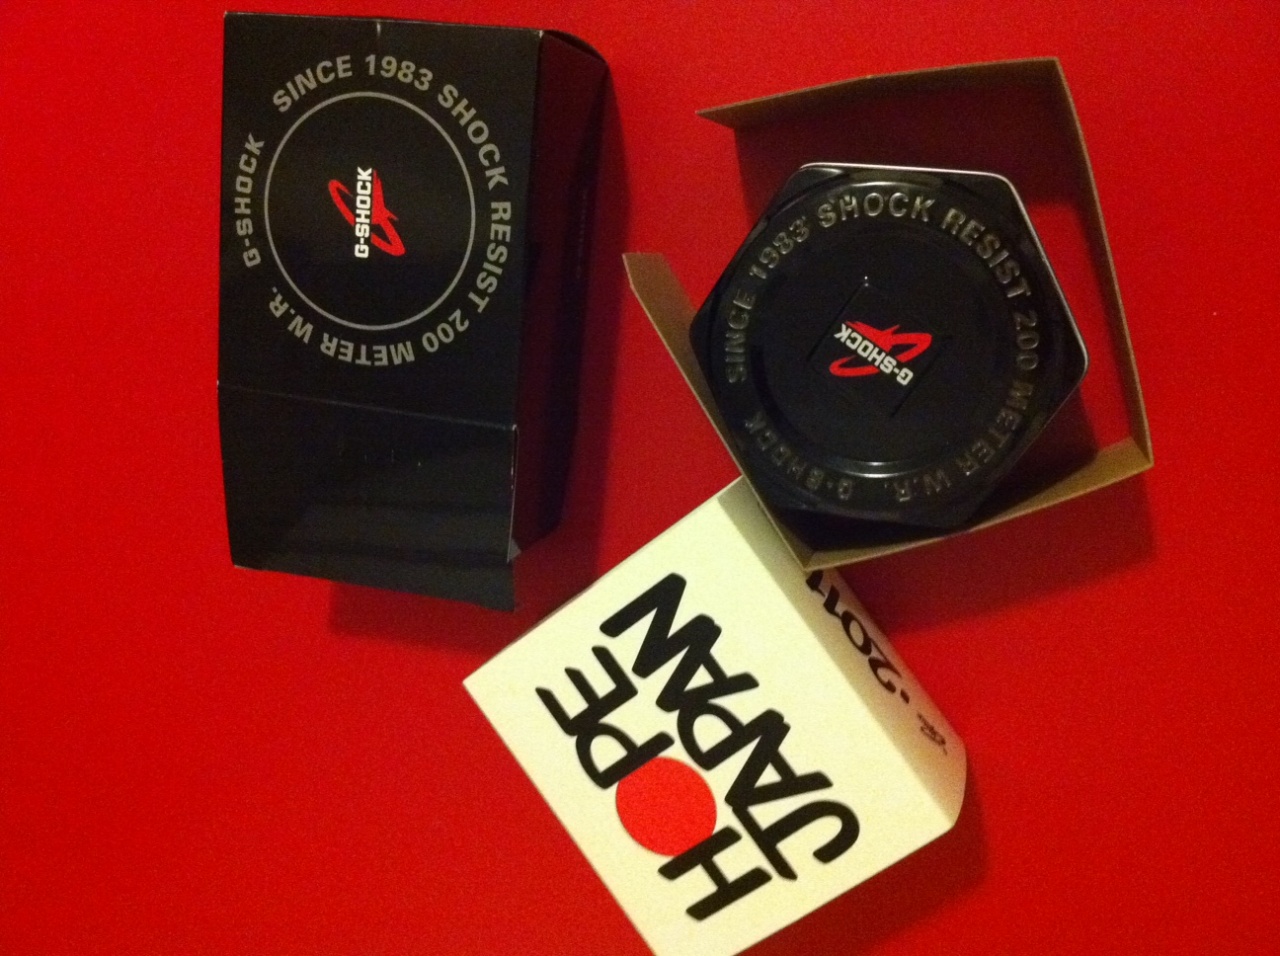 G-SHOCK SINCE 1983 SHOCK RESIST 200 METER W.R.
G-SHOCK
G-SHOCK SINCE 1983 SHOCK RESIST 200 METER W.R.
G-SHOCK
HOPE
JAPAN
2011